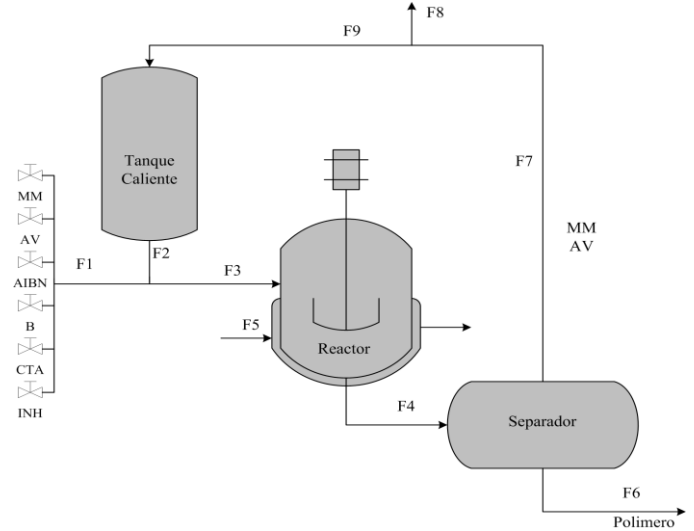 F8
F9
Tanque
Caliente
F7
MM
MM
AV
AV
F1
F2
F3
AIBN
B
F5
Reactor
CTA
F4
INH
Separador
F6
Polimero